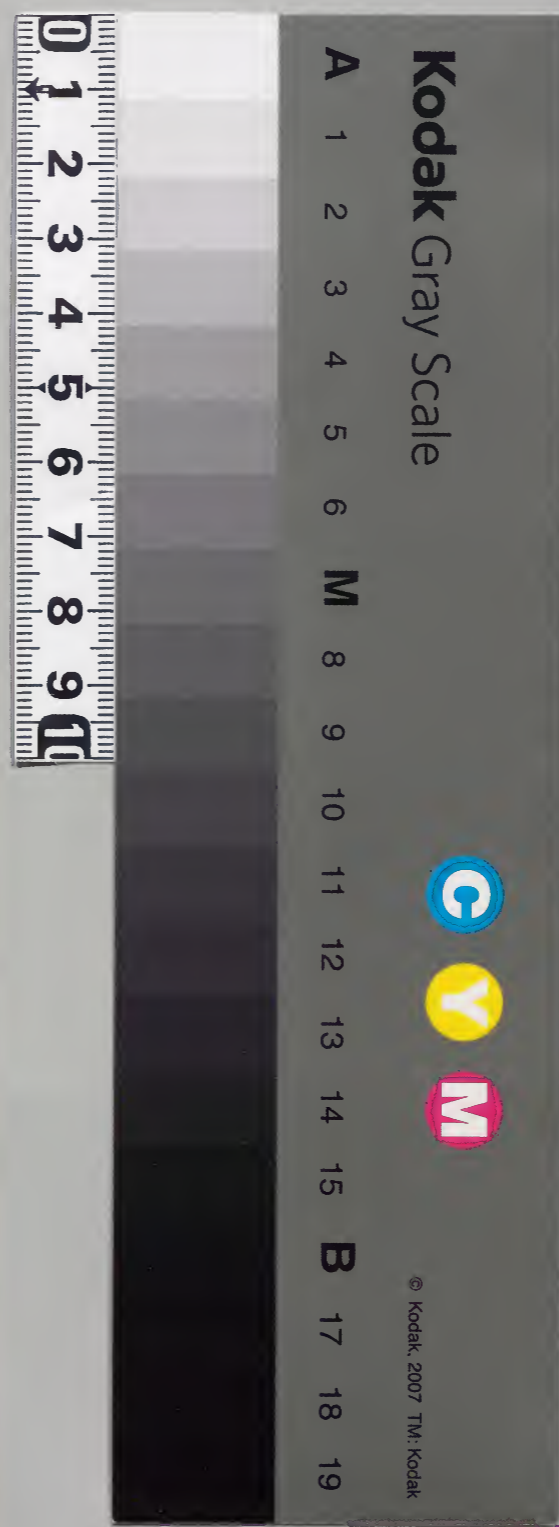 Kodak Gray Scale
C Y M
© Kodak, 2007 TM: Kodak
A 1 2 3 4 5 6 M 8 9 10 11 12 13 14 15 B 17 18 19
0 1 2 3 4 5 6 7 8 9 10